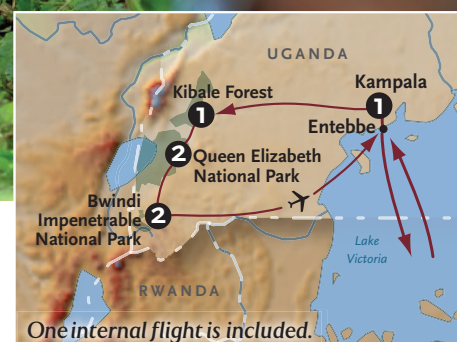 UGANDA
Kampala
1
Kibale Forest
1
Entebbe
2
Queen Elizabeth
National Park
Bwindi
Impenetrable
National Park
2
Lake
Victoria
RWANDA
One internal flight is included.